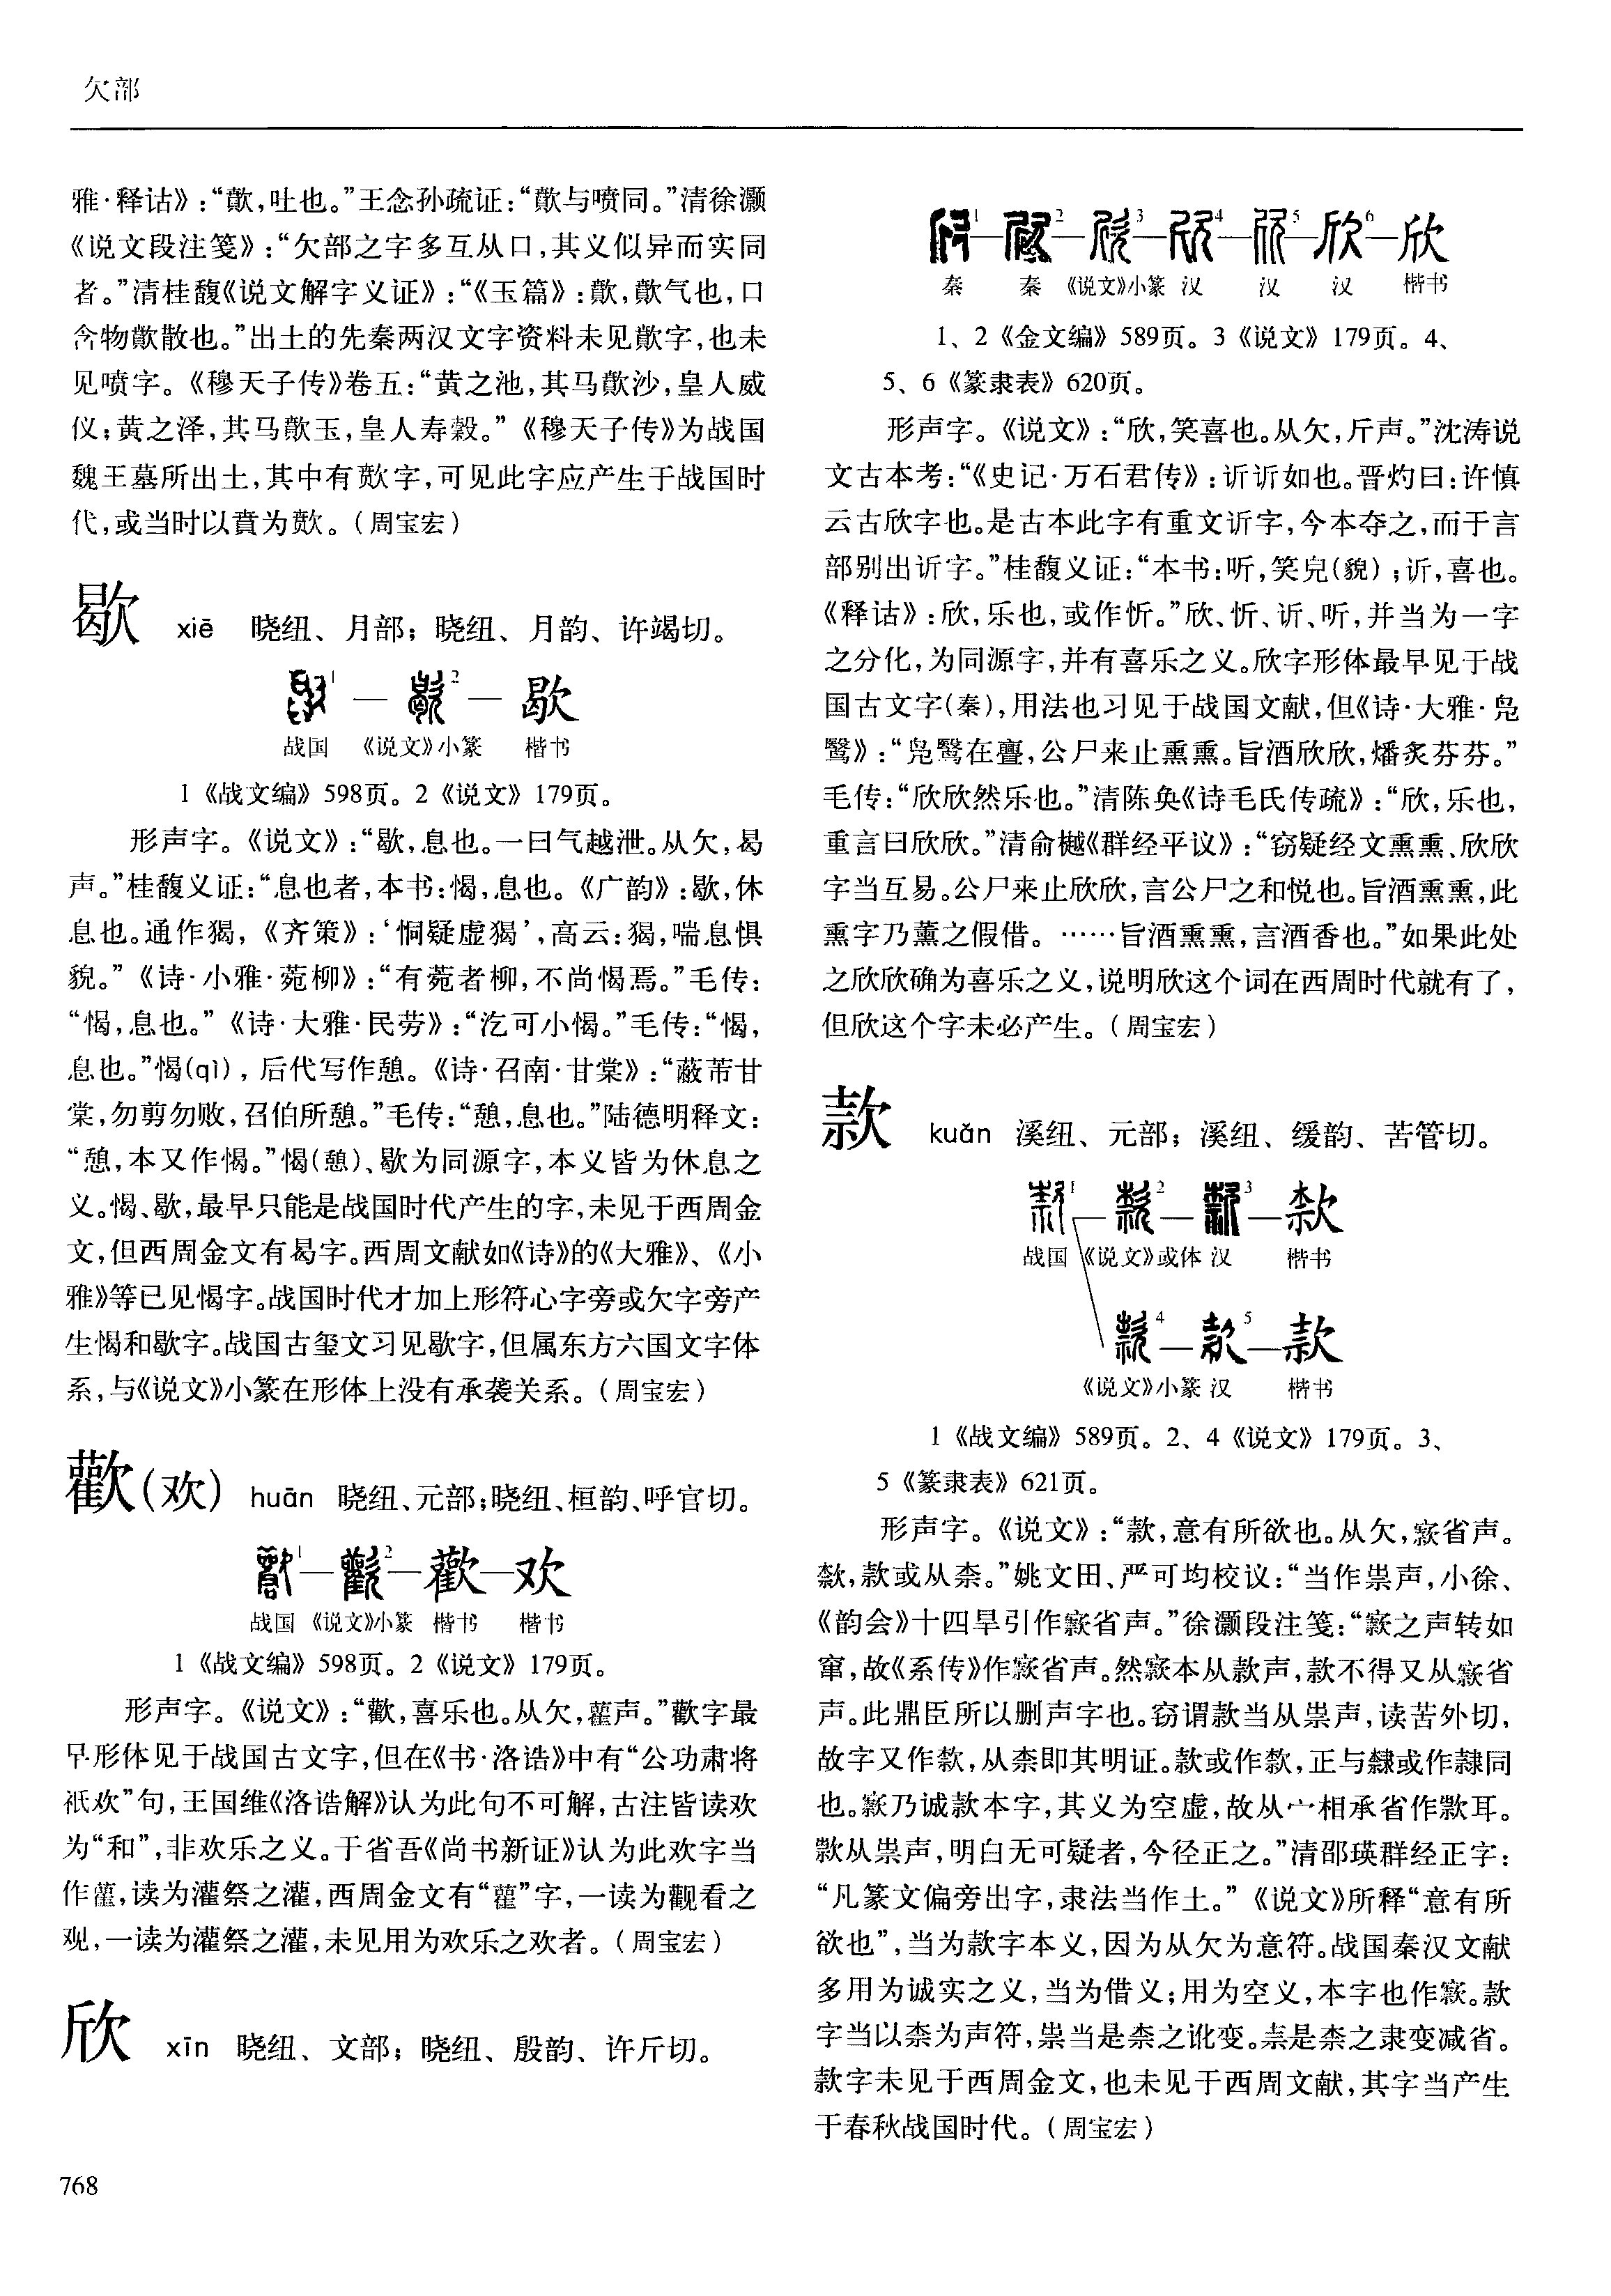 欠部
雅·释诂》:“歕,吐也。”王念孙疏证:“歕与喷同。”清徐灏
《说文段注笺》:“欠部之字多互从口,其义似异而实同
者。”清桂馥《说文解字义证》:“《玉篇》:歕,歕气也,口
含物歕散也。”出土的先秦两汉文字资料未见歕字,也未
见喷字。《穆天子传》卷五:“黄之池,其马歕沙,皇人威
仪;黄之泽,其马歕玉,皇人寿穀。”《穆天子传》为战国
魏王墓所出土,其中有歕字,可见此字应产生于战国时
代,或当时以賁为歕。(周宝宏)
歇 xiē 晓纽、月部;晓纽、月韵、许竭切。
1 — 2 — 歇
战国 《说文》小篆 楷书
1《战文编》598页。2《说文》179页。
形声字。《说文》:“歇,息也。一曰气越泄。从欠,曷
声。”桂馥义证:“息也者,本书:愒,息也。《广韵》:歇,休
息也。通作猲,《齐策》:‘恫疑虚猲’,高云:猲,喘息惧
貌。”《诗·小雅·菀柳》:“有菀者柳,不尚愒焉。”毛传:
“愒,息也。”《诗·大雅·民劳》:“汔可小愒。”毛传:“愒,
息也。”愒(qì),后代写作憩。《诗·召南·甘棠》:“蔽芾甘
棠,勿剪勿败,召伯所憩。”毛传:“憩,息也。”陆德明释文:
“憩,本又作愒。”愒(憩)、歇为同源字,本义皆为休息之
义。愒、歇,最早只能是战国时代产生的字,未见于西周金
文,但西周金文有曷字。西周文献如《诗》的《大雅》、《小
雅》等已见愒字。战国时代才加上形符心字旁或欠字旁产
生愒和歇字。战国古玺文习见歇字,但属东方六国文字体
系,与《说文》小篆在形体上没有承袭关系。(周宝宏)
歡(欢) huān 晓纽、元部;晓纽、桓韵、呼官切。
1—2—歡—欢
战国 《说文》小篆 楷书 楷书
1《战文编》598页。2《说文》179页。
形声字。《说文》:“歡,喜乐也。从欠,雚声。”歡字最
早形体见于战国古文字,但在《书·洛诰》中有“公功肃将
祇欢”句,王国维《洛诰解》认为此句不可解,古注皆读欢
为“和”,非欢乐之义。于省吾《尚书新证》认为此欢字当
作雚,读为灌祭之灌,西周金文有“雚”字,一读为觀看之
观,一读为灌祭之灌,未见用为欢乐之欢者。(周宝宏)
欣 xīn 晓纽、文部;晓纽、殷韵、许斤切。
1—2—3—4—5—欣6—欣
秦 秦 《说文》小篆 汉 汉 汉 楷书
1、2《金文编》589页。3《说文》179页。4、
5、6《篆隶表》620页。
形声字。《说文》:“欣,笑喜也。从欠,斤声。”沈涛说
文古本考:“《史记·万石君传》:䜣䜣如也。晋灼曰:许慎
云古欣字也。是古本此字有重文䜣字,今本夺之,而于言
部别出䜣字。”桂馥义证:“本书:听,笑皃(貌);䜣,喜也。
《释诂》:欣,乐也,或作忻。”欣、忻、䜣、听,并当为一字
之分化,为同源字,并有喜乐之义。欣字形体最早见于战
国古文字(秦),用法也习见于战国文献,但《诗·大雅·凫
鹥》:“凫鹥在亹,公尸来止熏熏。旨酒欣欣,燔炙芬芬。”
毛传:“欣欣然乐也。”清陈奂《诗毛氏传疏》:“欣,乐也,
重言曰欣欣。”清俞樾《群经平议》:“窃疑经文熏熏、欣欣
字当互易。公尸来止欣欣,言公尸之和悦也。旨酒熏熏,此
熏字乃薰之假借。……旨酒熏熏,言酒香也。”如果此处
之欣欣确为喜乐之义,说明欣这个词在西周时代就有了,
但欣这个字未必产生。(周宝宏)
款 kuǎn 溪纽、元部;溪纽、缓韵、苦管切。
1—2—3—㰹
战国 《说文》或体 汉 楷书
4—5—款
《说文》小篆 汉 楷书
1《战文编》589页。2、4《说文》179页。3、
5《篆隶表》621页。
形声字。《说文》:“款,意有所欲也。从欠,窾省声。
㰹,款或从柰。”姚文田、严可均校议:“当作祟声,小徐、
《韵会》十四旱引作窾省声。”徐灏段注笺:“窾之声转如
窜,故《系传》作窾省声。然窾本从款声,款不得又从窾省
声。此鼎臣所以删声字也。窃谓款当从祟声,读苦外切,
故字又作㰹,从柰即其明证。款或作㰹,正与隸或作隷同
也。窾乃诚款本字,其义为空虚,故从宀相承省作歀耳。
歀从祟声,明白无可疑者,今径正之。”清邵瑛群经正字:
“凡篆文偏旁出字,隶法当作土。”《说文》所释“意有所
欲也”,当为款字本义,因为从欠为意符。战国秦汉文献
多用为诚实之义,当为借义;用为空义,本字也作窾。款
字当以柰为声符,祟当是柰之讹变。是柰之隶变减省。
款字未见于西周金文,也未见于西周文献,其字当产生
于春秋战国时代。(周宝宏)
768